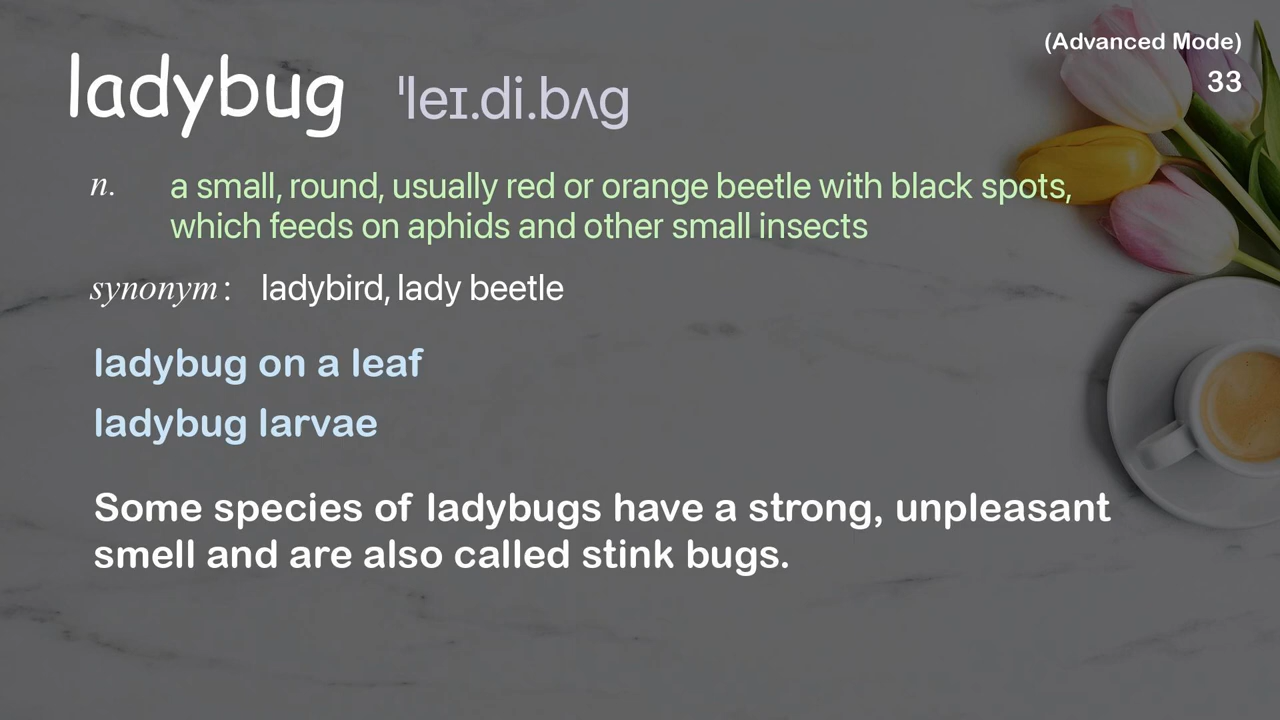 (Advanced Mode)
33
ladybug ˈleɪ.di.bʌg
n. a small, round, usually red or orange beetle with black spots,
which feeds on aphids and other small insects
synonym: ladybird, lady beetle
ladybug on a leaf
ladybug larvae
Some species of ladybugs have a strong, unpleasant
smell and are also called stink bugs.